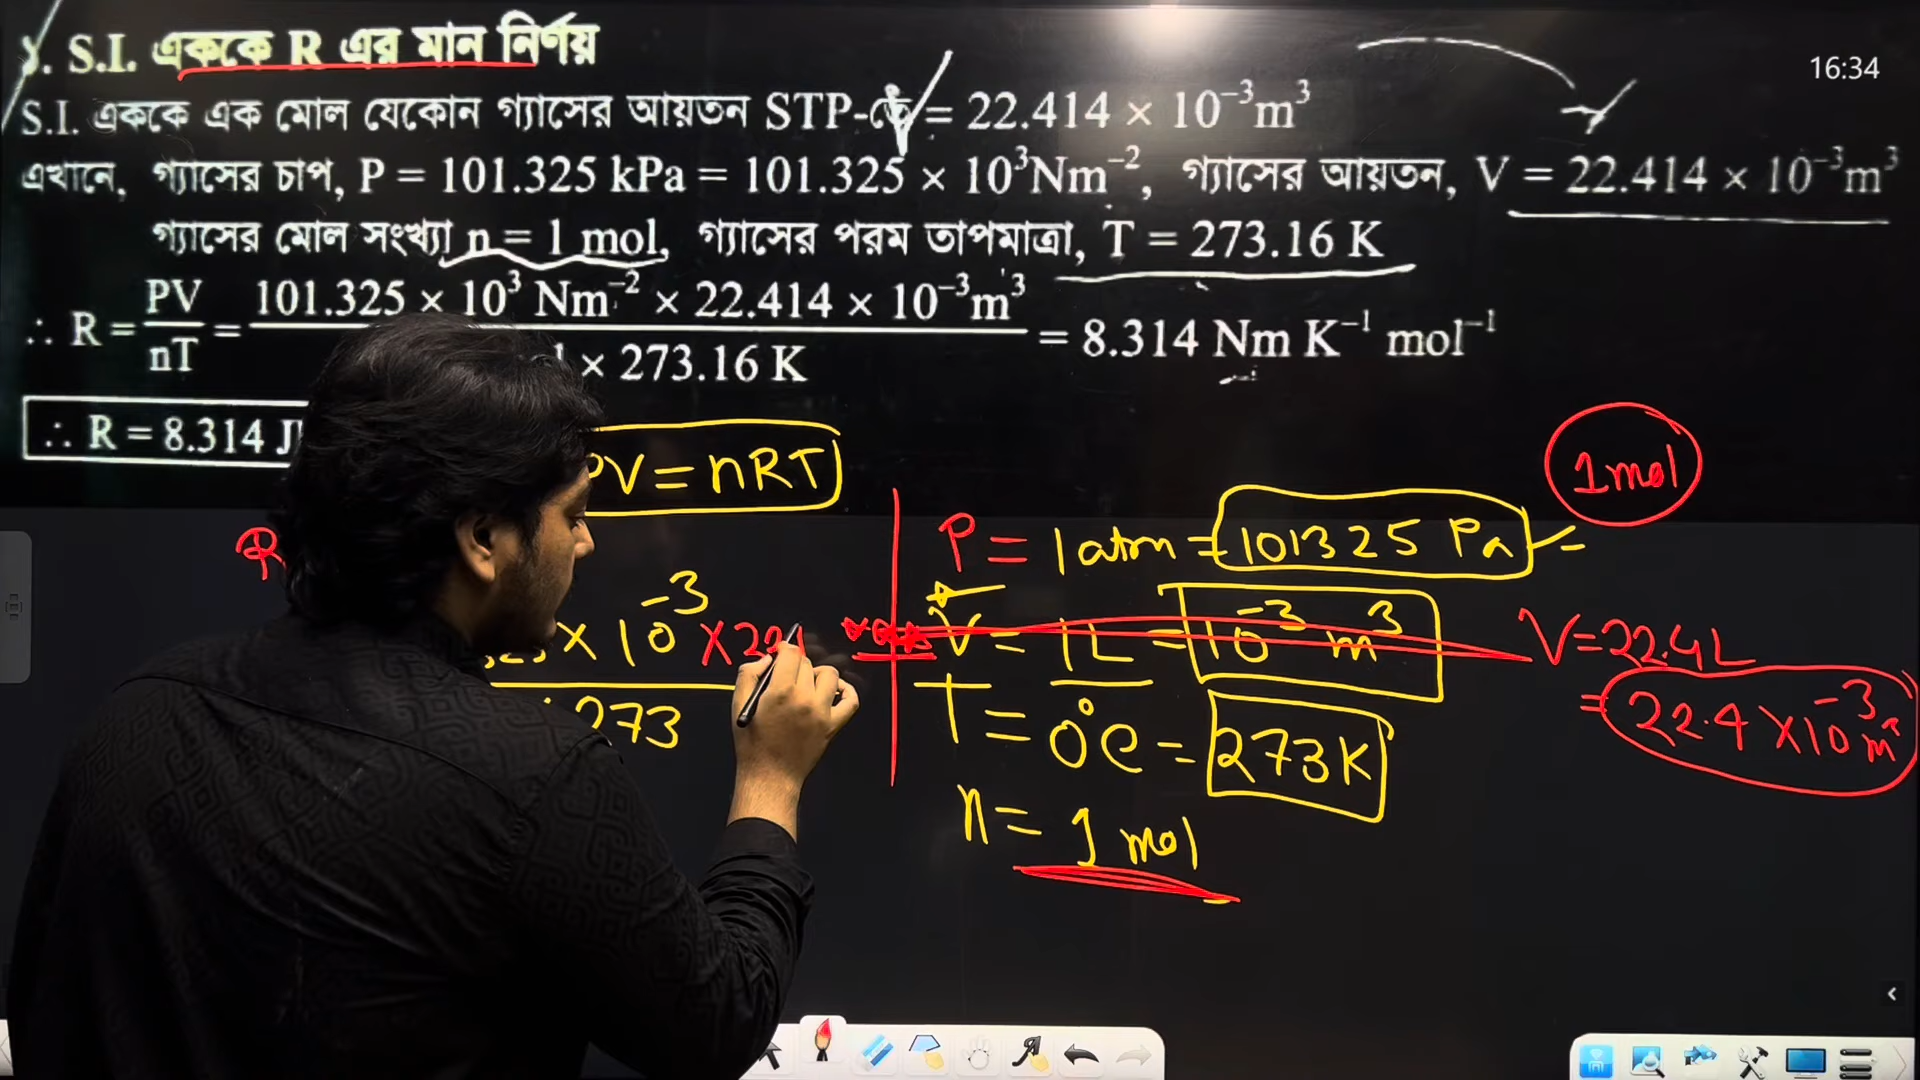 S.I. এককে R এর মান নির্ণয়
16:34
S.I. এককে এক মোল যেকোন গ্যাসের আয়তন STP-তে = 22.414 × 10⁻³m³
এখানে, গ্যাসের চাপ, P = 101.325 kPa = 101.325 × 10³Nm⁻², গ্যাসের আয়তন, V = 22.414 × 10⁻³m³
গ্যাসের মোল সংখ্যা n = 1 mol, গ্যাসের পরম তাপমাত্রা, T = 273.16 K
∴ R = PV/nT = 101.325 × 10³ Nm⁻² × 22.414 × 10⁻³m³ / × 273.16 K = 8.314 Nm K⁻¹ mol⁻¹
∴ R = 8.314 J
PV = nRT
1 mol
P = 1 atm = 101325 Pa
R
× 10⁻³ × 22
273
V = 1L = 10⁻³ m³
V = 22.4 L
= 22.4 × 10⁻³ m³
T = 0°C = 273K
n = 1 mol